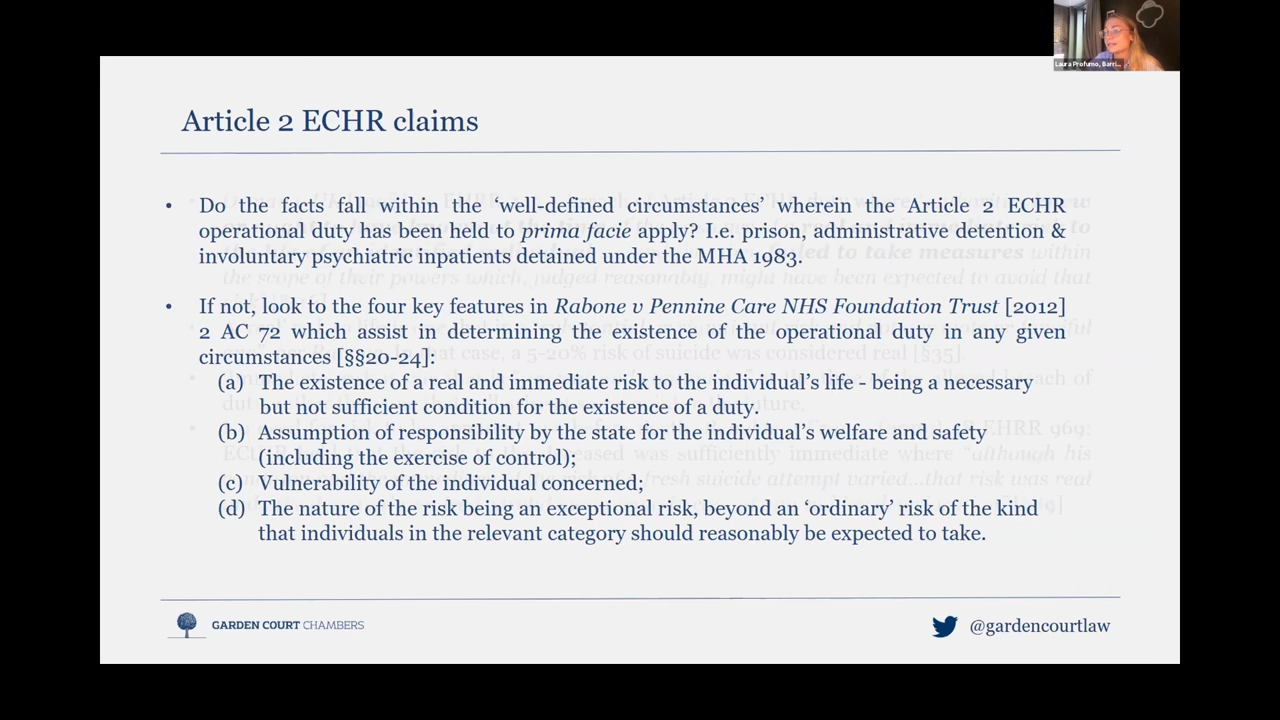 Laura Profumo, Barri...
Article 2 ECHR claims
• Do the facts fall within the ‘well-defined circumstances’ wherein the Article 2 ECHR
operational duty has been held to prima facie apply? I.e. prison, administrative detention &
involuntary psychiatric inpatients detained under the MHA 1983.
• If not, look to the four key features in Rabone v Pennine Care NHS Foundation Trust [2012]
2 AC 72 which assist in determining the existence of the operational duty in any given
circumstances [§§20-24]:
(a) The existence of a real and immediate risk to the individual’s life - being a necessary
but not sufficient condition for the existence of a duty.
(b) Assumption of responsibility by the state for the individual’s welfare and safety
(including the exercise of control);
(c) Vulnerability of the individual concerned;
(d) The nature of the risk being an exceptional risk, beyond an ‘ordinary’ risk of the kind
that individuals in the relevant category should reasonably be expected to take.
GARDEN COURT CHAMBERS
@gardencourtlaw